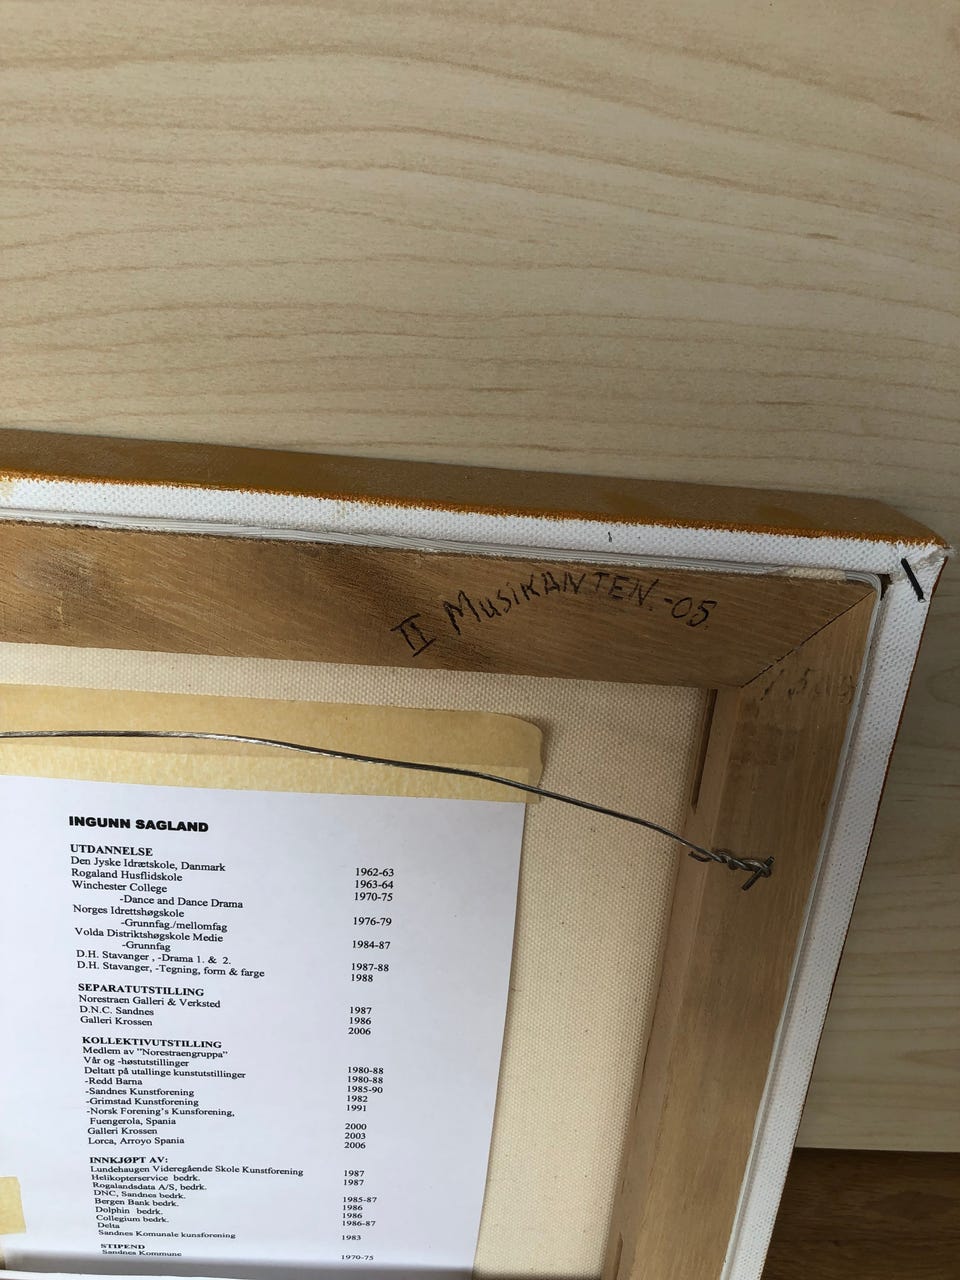 II MusiKANTEN.-05
INGUNN SAGLAND
UTDANNELSE
Den Jyske Idrætskole, Danmark 1962-63
Rogaland Husflidskole 1963-64
Winchester College 1970-75
-Dance and Dance Drama
Norges Idrettshøgskole 1976-79
-Grunnfag./mellomfag
Volda Distriktshøgskole Medie 1984-87
-Grunnfag
D.H. Stavanger , -Drama 1. & 2. 1987-88
D.H. Stavanger, -Tegning, form & farge 1988
SEPARATUTSTILLING
Norestraen Galleri & Verksted 1987
D.N.C. Sandnes 1986
Galleri Krossen 2006
KOLLEKTIVUTSTILLING
Medlem av "Norestraengruppa" 1980-88
Vår og -høstutstillinger 1980-88
Deltatt på utallinge kunstutstillinger 1985-90
-Redd Barna 1982
-Sandnes Kunstforening 1991
-Grimstad Kunstforening
-Norsk Forening's Kunsforening,
Fuengerola, Spania 2000
Galleri Krossen 2003
Lorca, Arroyo Spania 2006
INNKJØPT AV:
Lundehaugen Videregående Skole Kunstforening 1987
Helikopterservice bedrk. 1987
Rogalandsdata A/S, bedrk.
DNC, Sandnes bedrk. 1985-87
Bergen Bank bedrk. 1986
Dolphin bedrk. 1986
Collegium bedrk. 1986-87
Delta
Sandnes Komunale kunsforening 1983
STIPEND
Sandnes Kommune 1970-75